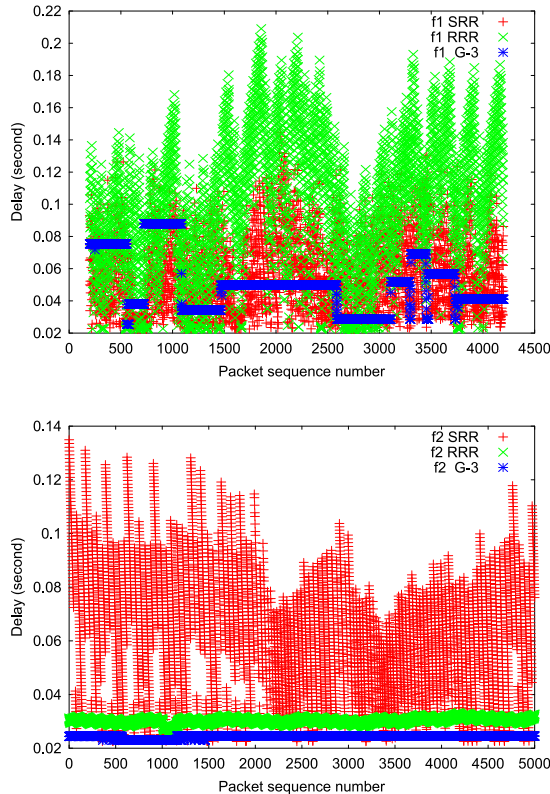 0.22
0.2
0.18
0.16
0.14
0.12
0.1
0.08
0.06
0.04
0.02
Delay (second)
f1 SRR
f1 RRR
f1 G-3
0 500 1000 1500 2000 2500 3000 3500 4000 4500
Packet sequence number
0.14
0.12
0.1
0.08
0.06
0.04
0.02
Delay (second)
f2 SRR
f2 RRR
f2 G-3
0 500 1000 1500 2000 2500 3000 3500 4000 4500 5000
Packet sequence number